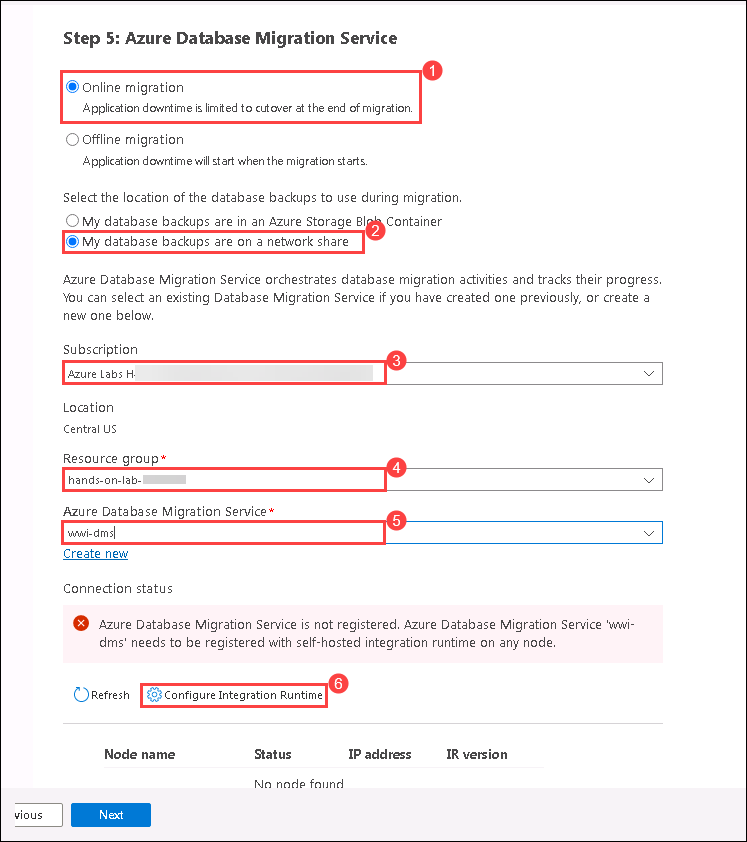 Step 5: Azure Database Migration Service
1
Online migration
Application downtime is limited to cutover at the end of migration.
Offline migration
Application downtime will start when the migration starts.
Select the location of the database backups to use during migration.
My database backups are in an Azure Storage Blob Container
2
My database backups are on a network share
Azure Database Migration Service orchestrates database migration activities and tracks their progress.
You can select an existing Database Migration Service if you have created one previously, or create a
new one below.
Subscription
3
Azure Labs H
Location
Central US
Resource group*
4
hands-on-lab-
Azure Database Migration Service*
5
wwi-dms
Create new
Connection status
Azure Database Migration Service is not registered. Azure Database Migration Service 'wwi-
dms' needs to be registered with self-hosted integration runtime on any node.
6
Refresh Configure Integration Runtime
Node name Status IP address IR version
No node found
vious Next